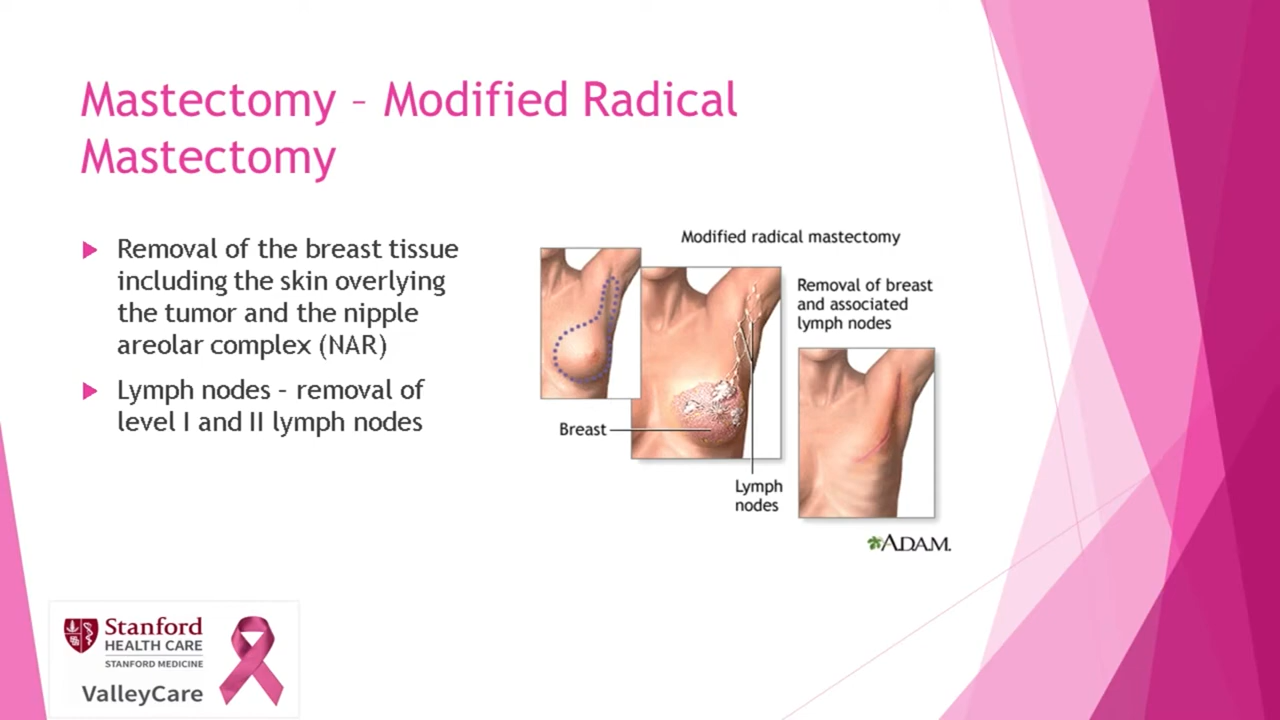 Mastectomy – Modified Radical
Mastectomy
Removal of the breast tissue
including the skin overlying
the tumor and the nipple
areolar complex (NAR)
Lymph nodes – removal of
level I and II lymph nodes
Modified radical mastectomy
Removal of breast
and associated
lymph nodes
Breast
Lymph
nodes
ADAM.
Stanford
HEALTH CARE
STANFORD MEDICINE
ValleyCare